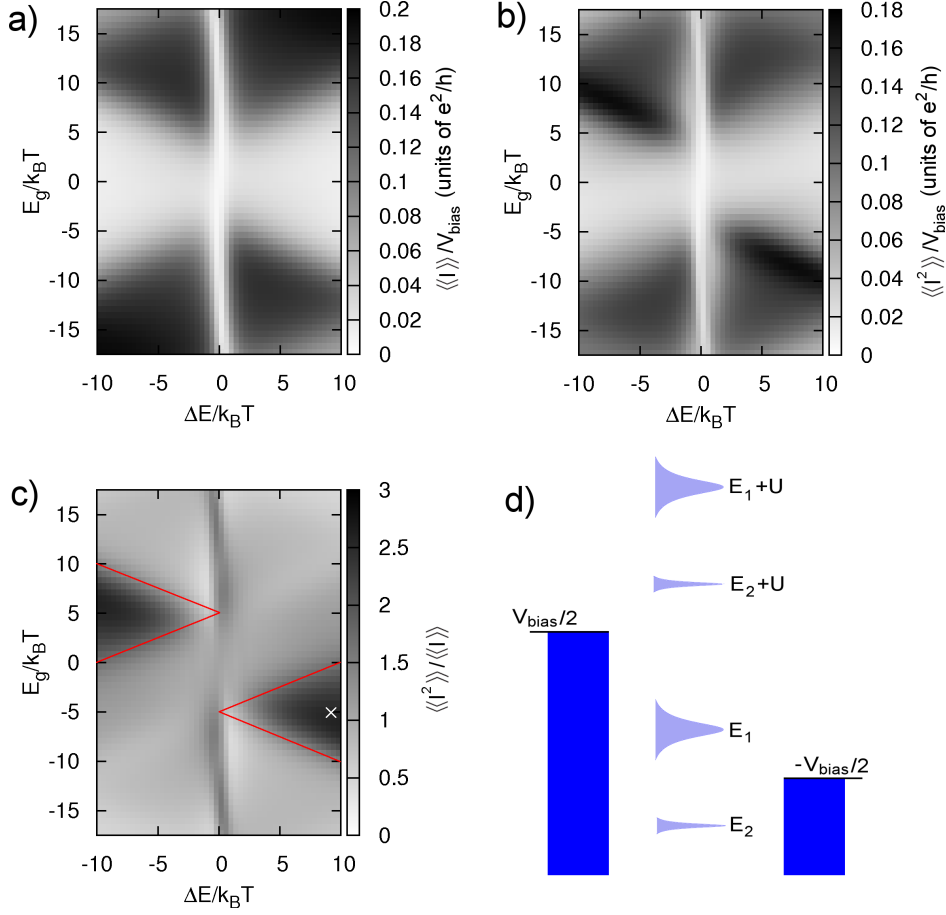 a)
15
10
5
0
-5
-10
-15
E_g/k_BT
-10 -5 0 5 10
ΔE/k_BT
0.2
0.18
0.16
0.14
0.12
0.1
0.08
0.06
0.04
0.02
0
⟨⟨I⟩⟩/V_bias (units of e²/h)
b)
15
10
5
0
-5
-10
-15
E_g/k_BT
-10 -5 0 5 10
ΔE/k_BT
0.18
0.16
0.14
0.12
0.1
0.08
0.06
0.04
0.02
0
⟨⟨I²⟩⟩/V_bias (units of e²/h)
c)
15
10
5
0
-5
-10
-15
E_g/k_BT
-10 -5 0 5 10
ΔE/k_BT
3
2.5
2
1.5
1
0.5
0
⟨⟨I²⟩⟩/⟨⟨I⟩⟩
d)
E₁+U
E₂+U
V_bias/2
E₁
-V_bias/2
E₂